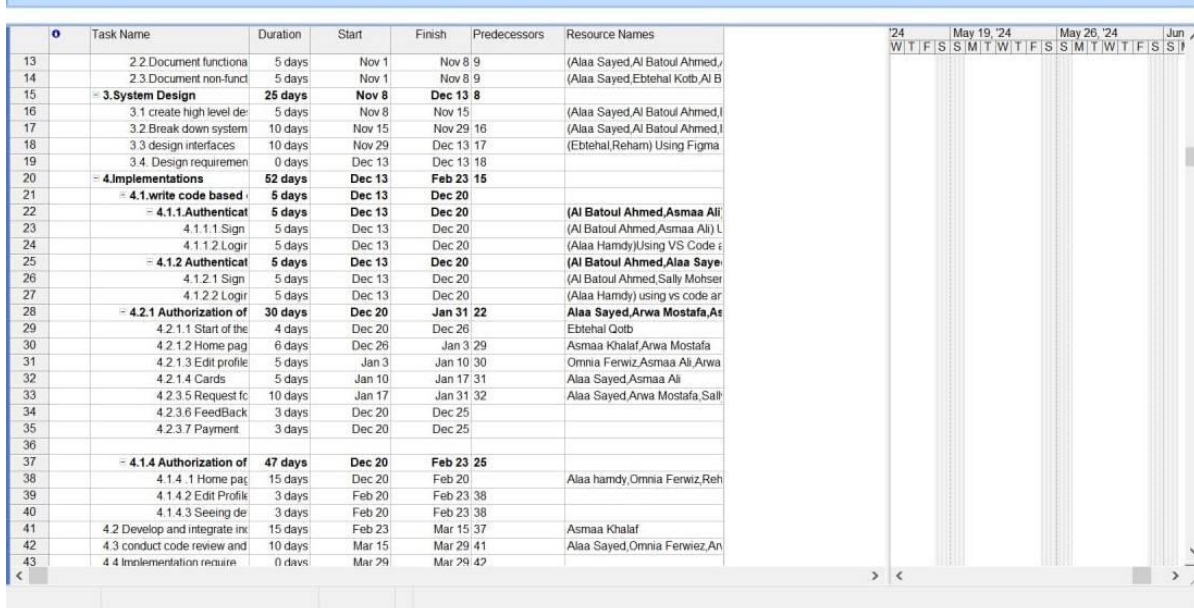 Task Name Duration Start Finish Predecessors Resource Names '24 May 19, '24 May 26, '24 Jun
W T F S S M T W T F S S M T W T F S S
13 2.2.Document functiona 5 days Nov 1 Nov 8 9 (Alaa Sayed,Al Batoul Ahmed,
14 2.3.Document non-funct 5 days Nov 1 Nov 8 9 (Alaa Sayed,Ebtehal Kotb,Al B
15 3.System Design 25 days Nov 8 Dec 13 8
16 3.1 create high level de 5 days Nov 8 Nov 15 (Alaa Sayed,Al Batoul Ahmed,
17 3.2.Break down system 10 days Nov 15 Nov 29 16 (Alaa Sayed,Al Batoul Ahmed,
18 3.3 design interfaces 10 days Nov 29 Dec 13 17 (Ebtehal,Reham) Using Figma
19 3.4. Design requiremen 0 days Dec 13 Dec 13 18
20 4.Implementations 52 days Dec 13 Feb 23 15
21 4.1.write code based 5 days Dec 13 Dec 20
22 4.1.1.Authenticat 5 days Dec 13 Dec 20 (Al Batoul Ahmed,Asmaa Ali
23 4.1.1.1.Sign 5 days Dec 13 Dec 20 (Al Batoul Ahmed,Asmaa Ali) U
24 4.1.1.2.Logir 5 days Dec 13 Dec 20 (Alaa Hamdy)Using VS Code a
25 4.1.2 Authenticat 5 days Dec 13 Dec 20 (Al Batoul Ahmed,Alaa Saye
26 4.1.2.1 Sign 5 days Dec 13 Dec 20 (Al Batoul Ahmed,Sally Mohser
27 4.1.2.2 Logir 5 days Dec 13 Dec 20 (Alaa Hamdy) using vs code ar
28 4.2.1 Authorization of 30 days Dec 20 Jan 31 22 Alaa Sayed,Arwa Mostafa,As
29 4.2.1.1 Start of the 4 days Dec 20 Dec 26 Ebtehal Qotb
30 4.2.1.2 Home pag 6 days Dec 26 Jan 3 29 Asmaa Khalaf,Arwa Mostafa
31 4.2.1.3 Edit profile 5 days Jan 3 Jan 10 30 Omnia Ferwiz,Asmaa Ali,Arwa
32 4.2.1.4 Cards 5 days Jan 10 Jan 17 31 Alaa Sayed,Asmaa Ali
33 4.2.3.5 Request fo 10 days Jan 17 Jan 31 32 Alaa Sayed,Arwa Mostafa,Sall
34 4.2.3.6 FeedBack 3 days Dec 20 Dec 25
35 4.2.3.7 Payment 3 days Dec 20 Dec 25
36
37 4.1.4 Authorization of 47 days Dec 20 Feb 23 25
38 4.1.4 .1 Home pag 15 days Dec 20 Feb 20 Alaa hamdy,Omnia Ferwiz,Reh
39 4.1.4.2 Edit Profile 3 days Feb 20 Feb 23 38
40 4.1.4.3 Seeing de 3 days Feb 20 Feb 23 38
41 4.2 Develop and integrate inc 15 days Feb 23 Mar 15 37 Asmaa Khalaf
42 4.3 conduct code review and 10 days Mar 15 Mar 29 41 Alaa Sayed,Omnia Ferwiez,An
43 4.4 Implementation require 0 days Mar 29 Mar 29 42